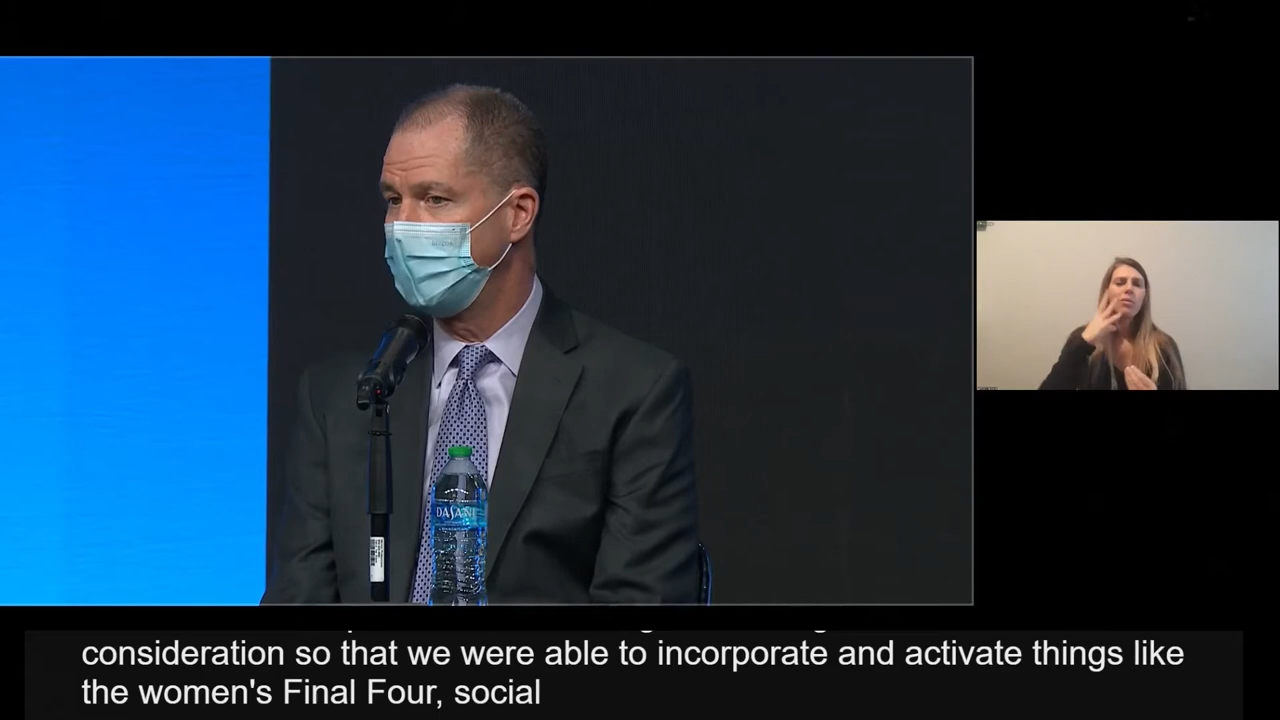 DASANI
consideration so that we were able to incorporate and activate things like
the women's Final Four, social